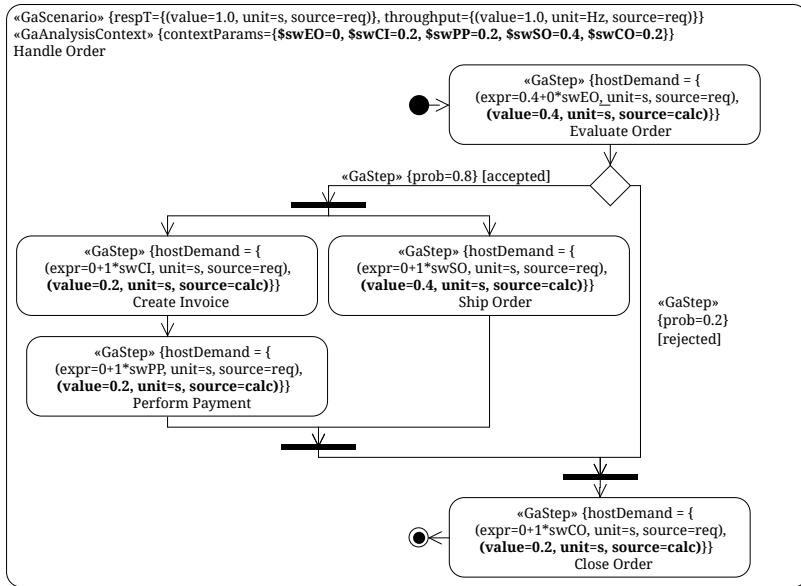 «GaScenario» {respT={(value=1.0, unit=s, source=req)}, throughput={(value=1.0, unit=Hz, source=req)}}
«GaAnalysisContext» {contextParams={$swEO=0, $swCI=0.2, $swPP=0.2, $swSO=0.4, $swCO=0.2}}
Handle Order
«GaStep» {hostDemand = {
(expr=0.4+0*swEO, unit=s, source=req),
(value=0.4, unit=s, source=calc)}}
Evaluate Order
«GaStep» {prob=0.8} [accepted]
«GaStep» {hostDemand = {
(expr=0+1*swCI, unit=s, source=req),
(value=0.2, unit=s, source=calc)}}
Create Invoice
«GaStep» {hostDemand = {
(expr=0+1*swSO, unit=s, source=req),
(value=0.4, unit=s, source=calc)}}
Ship Order
«GaStep»
{prob=0.2}
[rejected]
«GaStep» {hostDemand = {
(expr=0+1*swPP, unit=s, source=req),
(value=0.2, unit=s, source=calc)}}
Perform Payment
«GaStep» {hostDemand = {
(expr=0+1*swCO, unit=s, source=req),
(value=0.2, unit=s, source=calc)}}
Close Order